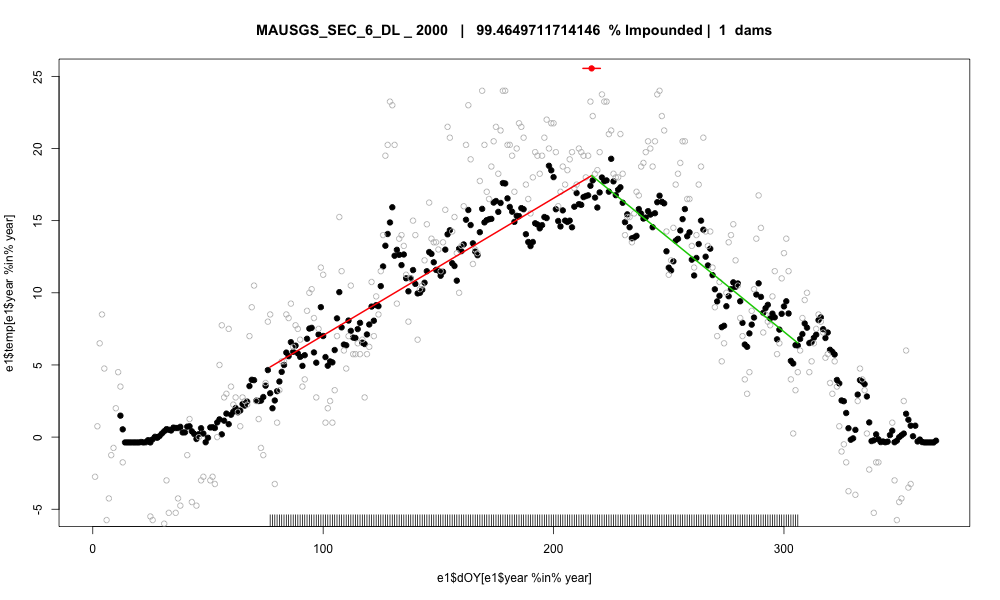 MAUSGS_SEC_6_DL _ 2000 | 99.4649711714146 % Impounded | 1 dams
25
20
15
10
5
0
-5
e1$temp[e1$year %in% year]
0 100 200 300
e1$dOY[e1$year %in% year]